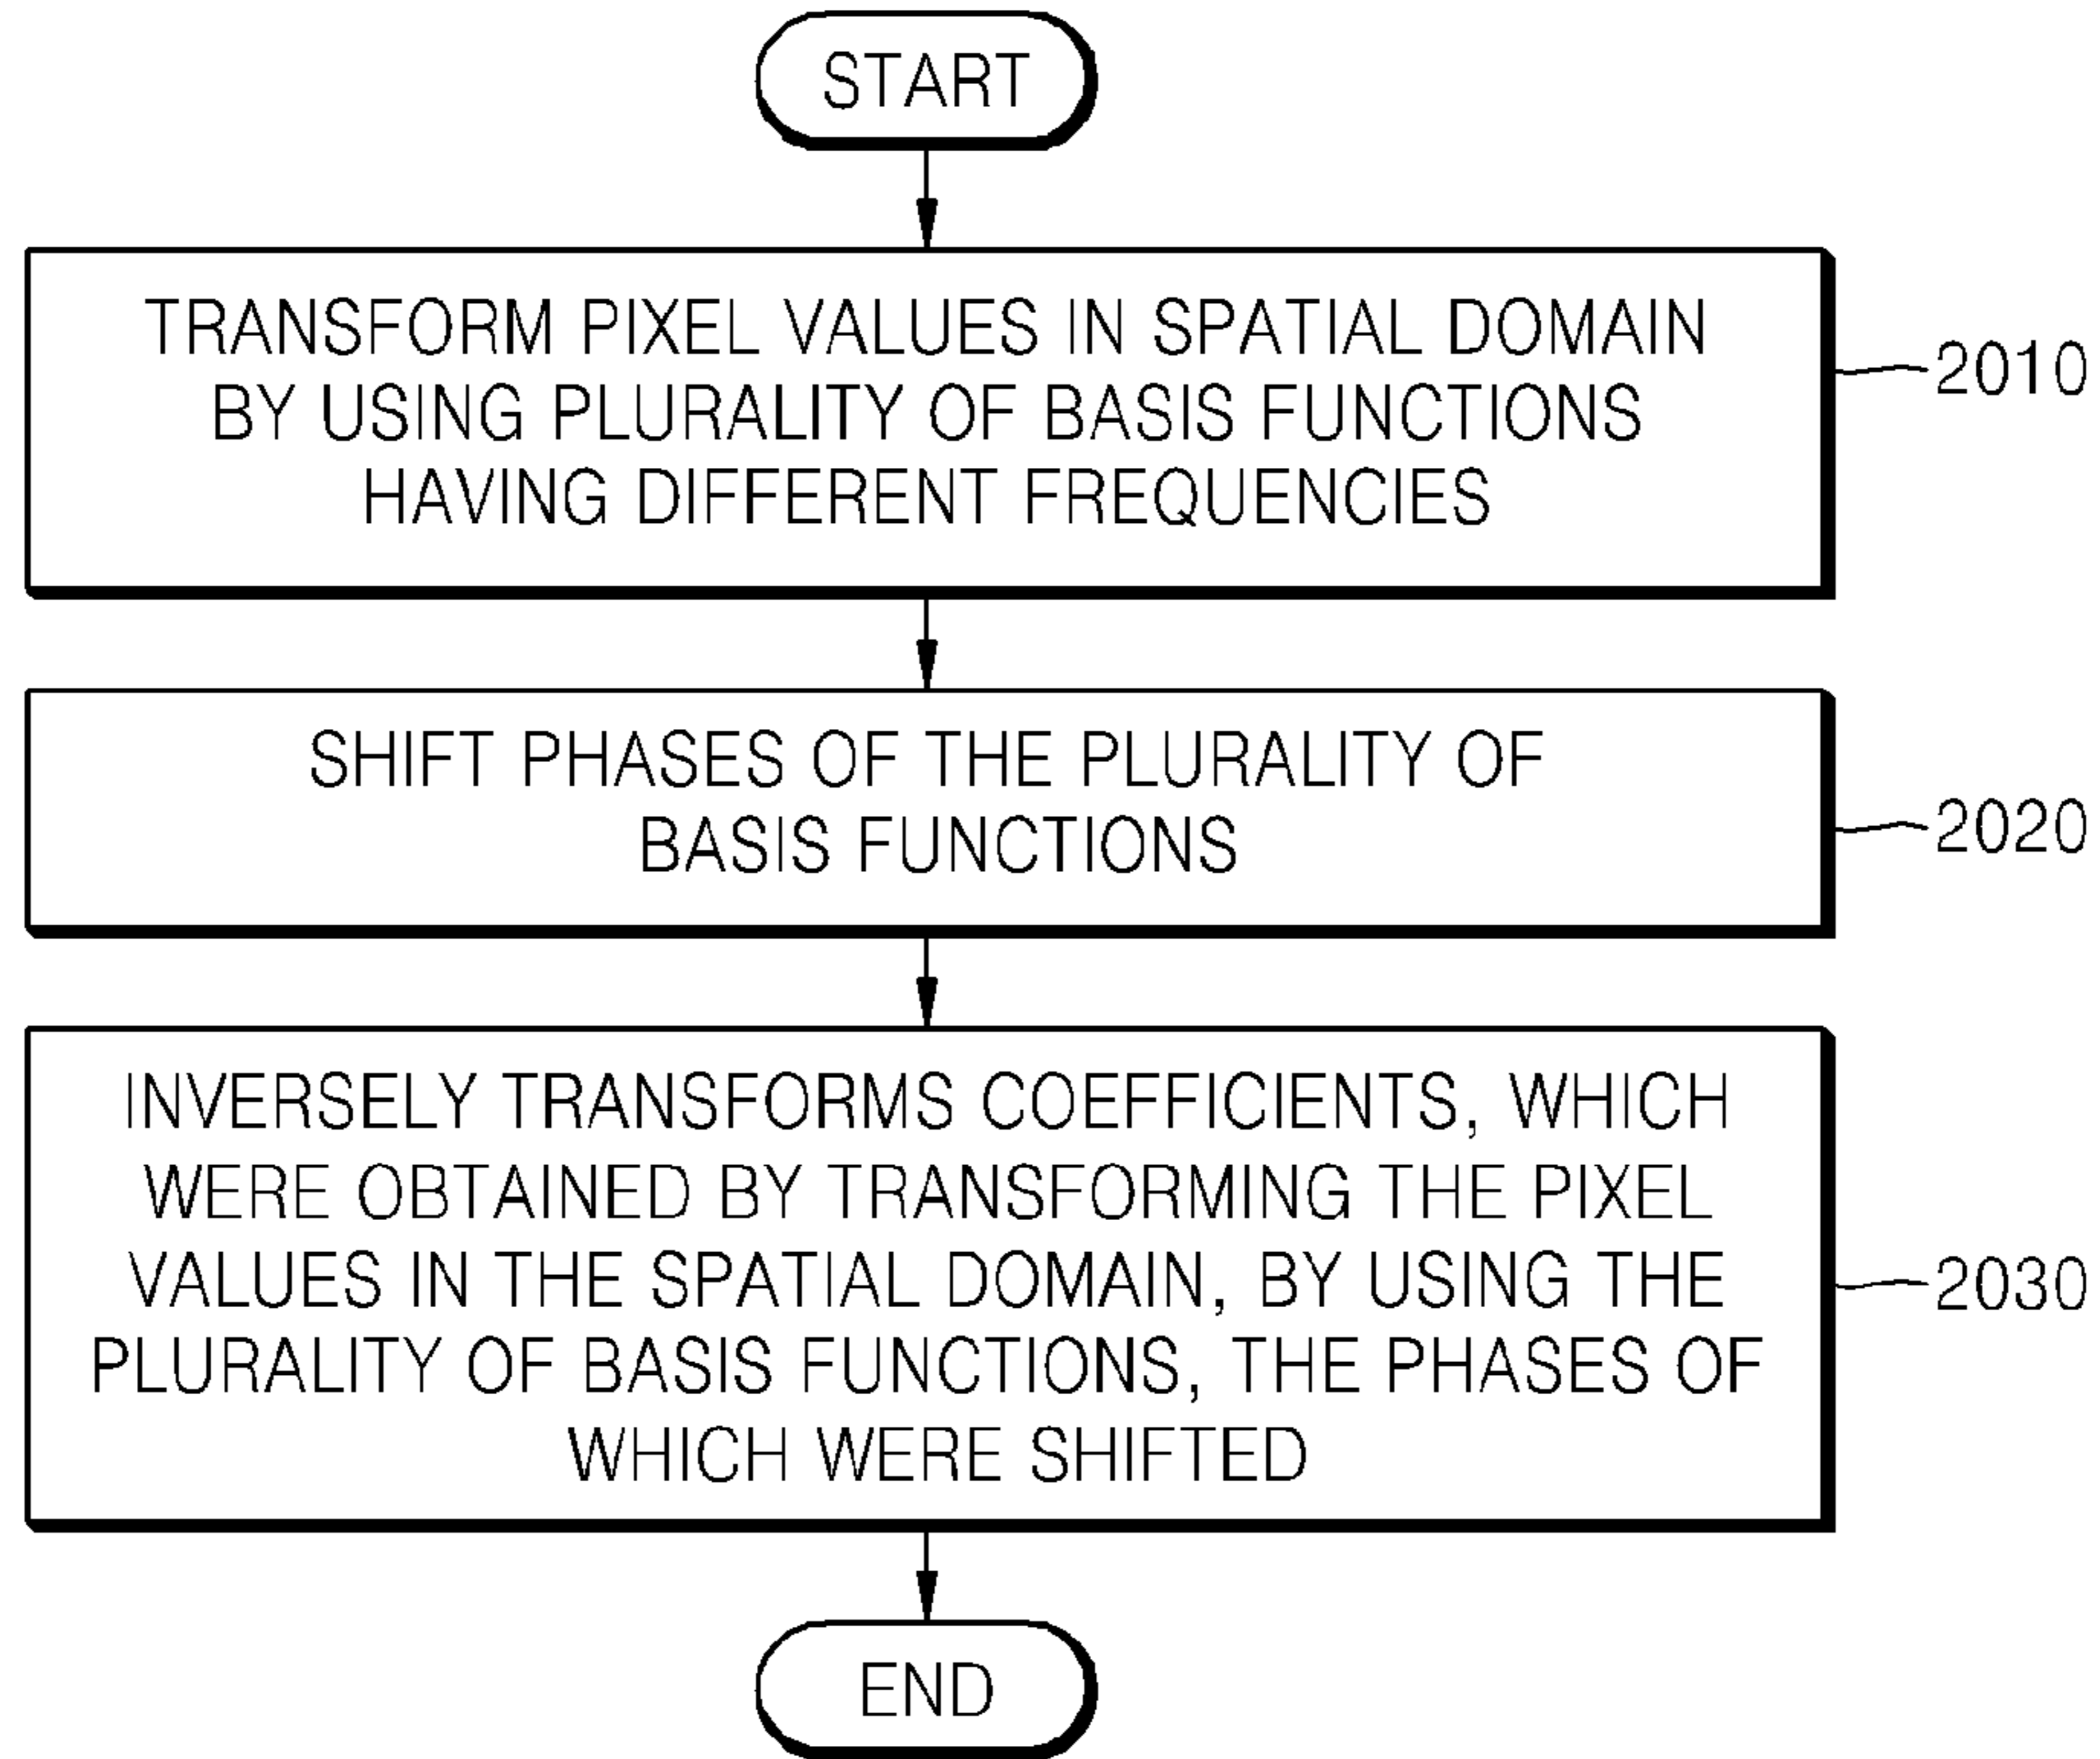 START
TRANSFORM PIXEL VALUES IN SPATIAL DOMAIN
BY USING PLURALITY OF BASIS FUNCTIONS
HAVING DIFFERENT FREQUENCIES
2010
SHIFT PHASES OF THE PLURALITY OF
BASIS FUNCTIONS
2020
INVERSELY TRANSFORMS COEFFICIENTS, WHICH
WERE OBTAINED BY TRANSFORMING THE PIXEL
VALUES IN THE SPATIAL DOMAIN, BY USING THE
PLURALITY OF BASIS FUNCTIONS, THE PHASES OF
WHICH WERE SHIFTED
2030
END